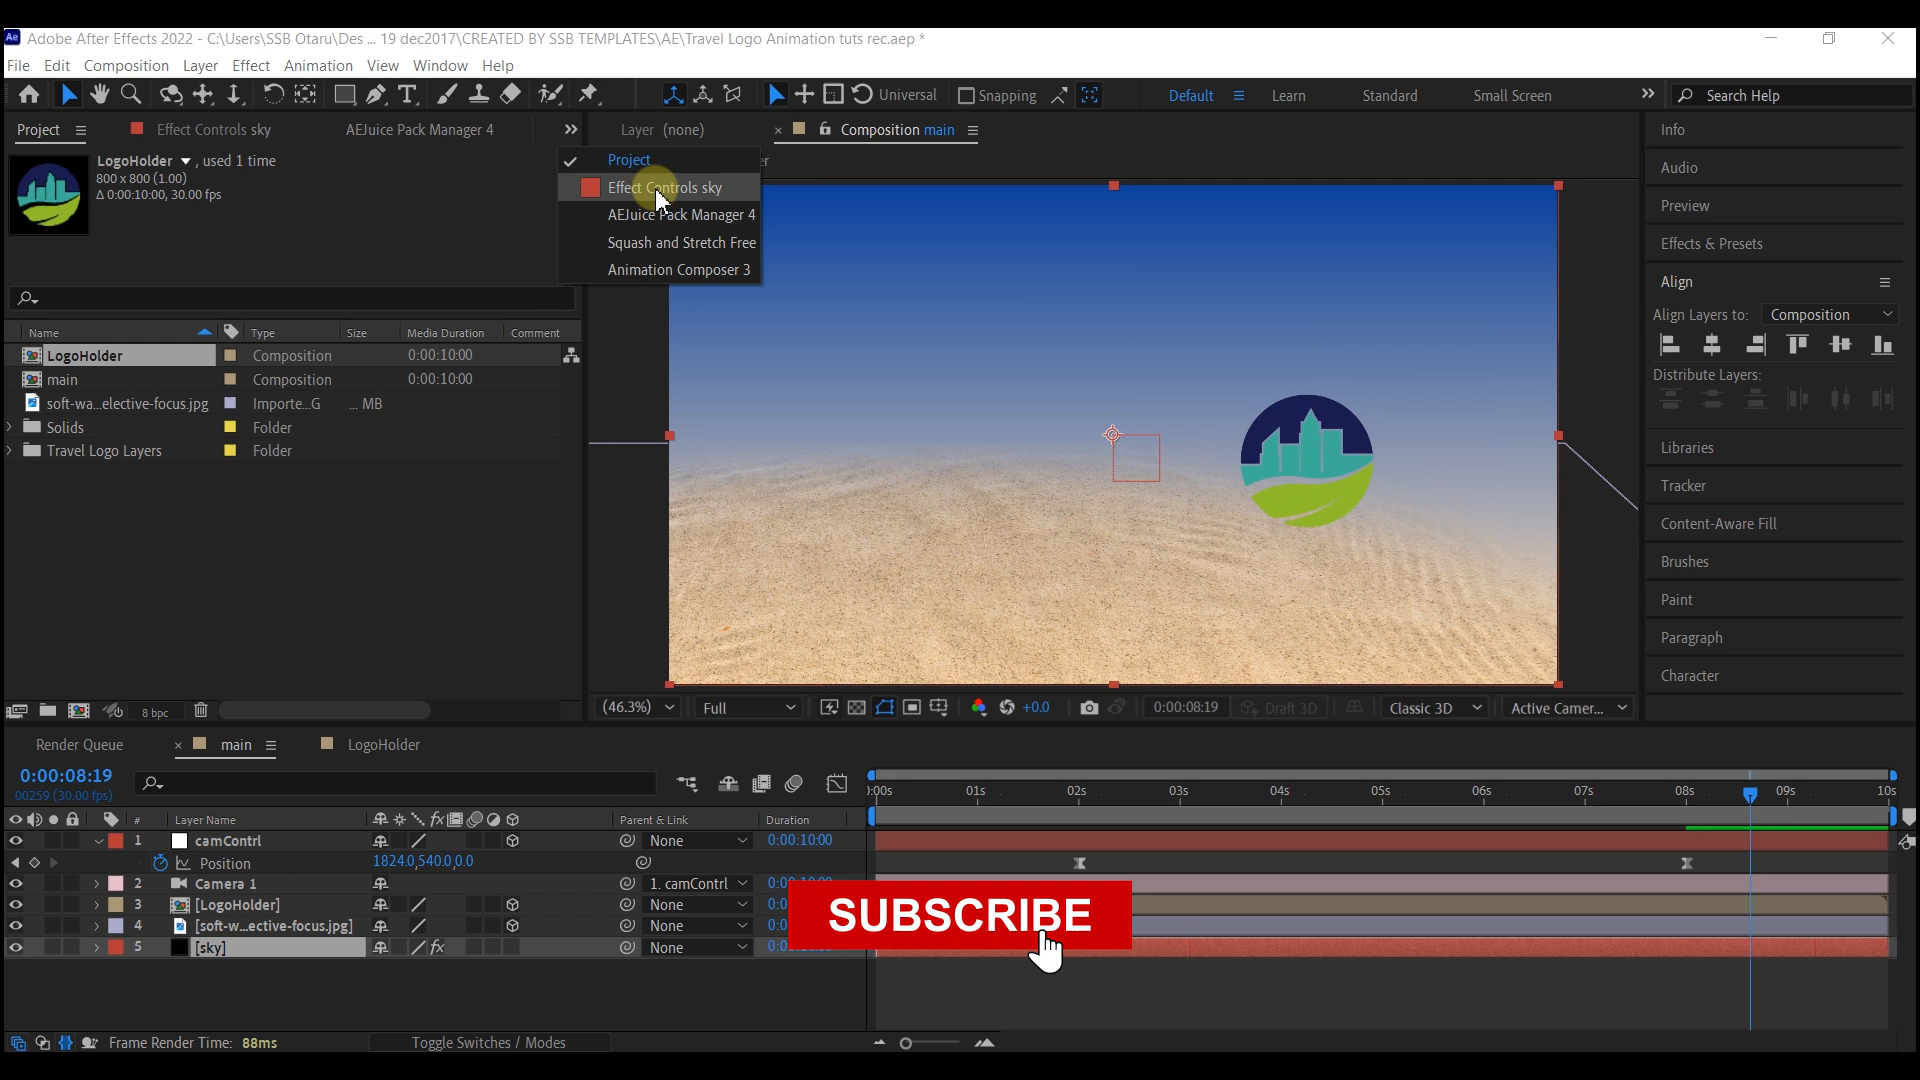 Ae Adobe After Effects 2022 - C:\Users\SSB Otaru\Des ... 19 dec2017\CREATED BY SSB TEMPLATES\AE\Travel Logo Animation tuts rec.aep *
File Edit Composition Layer Effect Animation View Window Help
Universal Snapping Default Learn Standard Small Screen Search Help
Project Effect Controls sky AEJuice Pack Manager 4 Layer (none) Composition main Info
LogoHolder , used 1 time
800 x 800 (1.00)
Δ 0:00:10:00, 30.00 fps
Project
Effect Controls sky
AEJuice Pack Manager 4
Squash and Stretch Free
Animation Composer 3
Audio
Preview
Effects & Presets
Align
Align Layers to: Composition
Distribute Layers:
Libraries
Tracker
Content-Aware Fill
Brushes
Paint
Paragraph
Character
Name Type Size Media Duration Comment
LogoHolder Composition 0:00:10:00
main Composition 0:00:10:00
soft-wa...elective-focus.jpg Importe...G ... MB
Solids Folder
Travel Logo Layers Folder
8 bpc
(46.3%) Full +0.0 0:00:08:19 Draft 3D Classic 3D Active Camer...
Render Queue main LogoHolder
0:00:08:19
00259 (30.00 fps)
01s 02s 03s 04s 05s 06s 07s 08s 09s 10s
# Layer Name Parent & Link Duration
1 camContrl None 0:00:10:00
Position 1824.0,540.0,0.0
2 Camera 1 1. camContrl
3 [LogoHolder] None
4 [soft-w...ective-focus.jpg] None
5 [sky] None
SUBSCRIBE
Frame Render Time: 88ms Toggle Switches / Modes